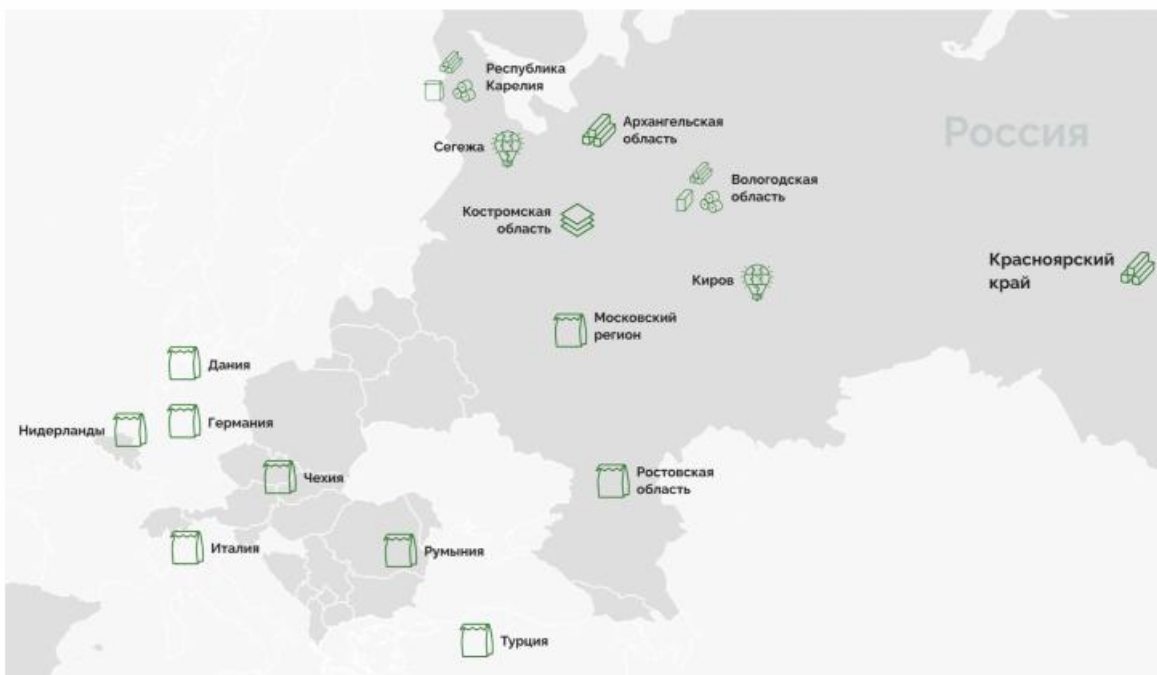 Республика
Карелия
Архангельская
область
Россия
Сегежа
Вологодская
область
Костромская
область
Красноярский
край
Киров
Московский
регион
Дания
Германия
Нидерланды
Чехия
Ростовская
область
Италия
Румыния
Турция